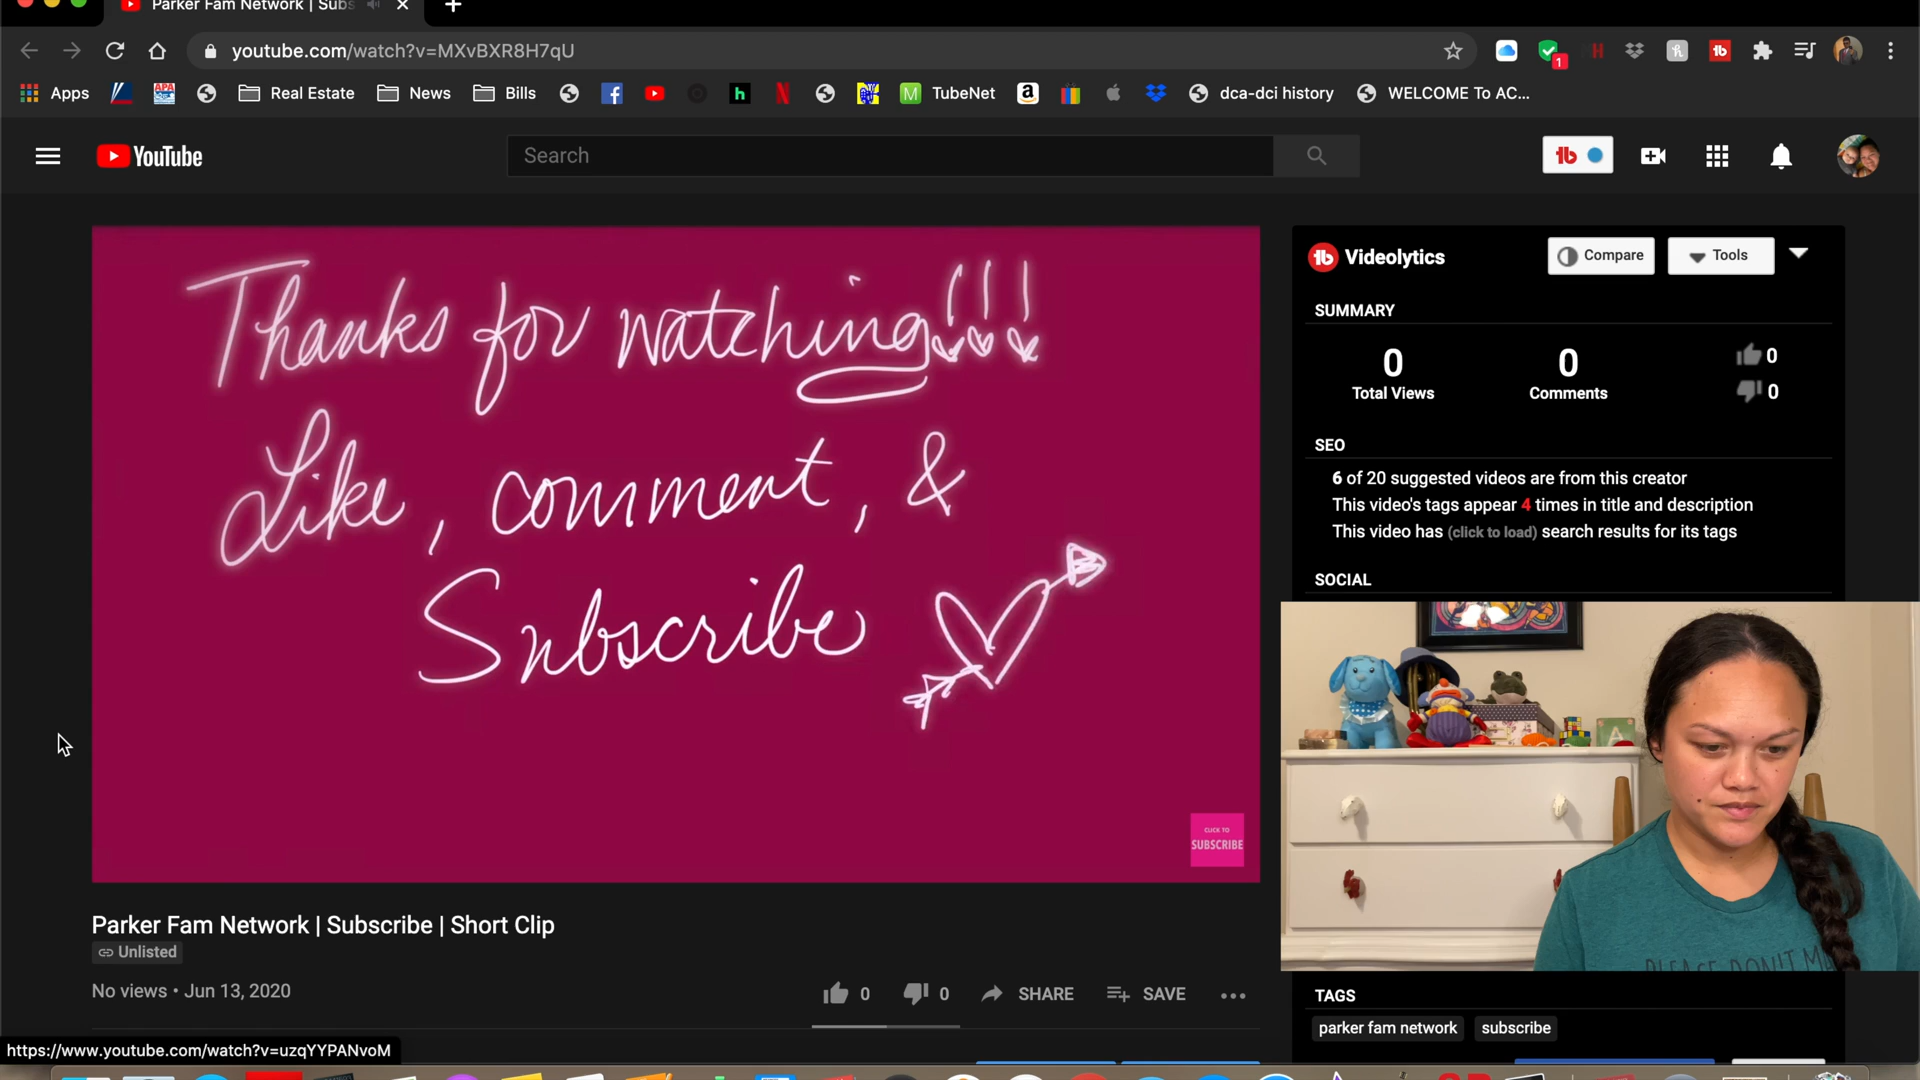 Parker Fam Network | Subs
youtube.com/watch?v=MXvBXR8H7qU
1
Apps
Real Estate
News
Bills
TubeNet
dca-dci history
WELCOME To AC...
YouTube
Search
Thanks for watching!!!
Like, comment, &
Subscribe
CLICK TO
SUBSCRIBE
Videolytics
Compare
Tools
SUMMARY
0
0
0
Total Views
Comments
0
SEO
6 of 20 suggested videos are from this creator
This video's tags appear 4 times in title and description
This video has (click to load) search results for its tags
SOCIAL
A
PLEASE DON'T
Parker Fam Network | Subscribe | Short Clip
Unlisted
No views • Jun 13, 2020
0
0
SHARE
SAVE
TAGS
parker fam network
subscribe
https://www.youtube.com/watch?v=uzqYYPANvoM